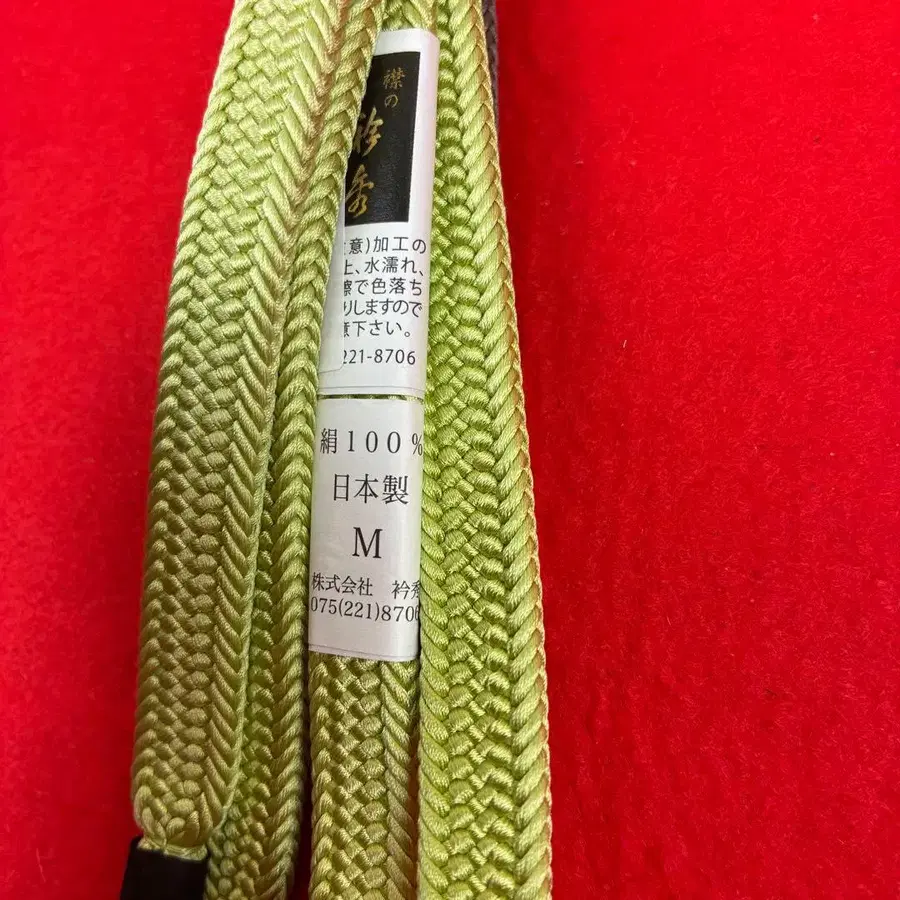 襟の
衿秀
意)加工の
上、水濡れ、
擦で色落ち
りしますので
意下さい。
221-8706
絹100%
日本製
M
株式会社 衿秀
075(221)8706